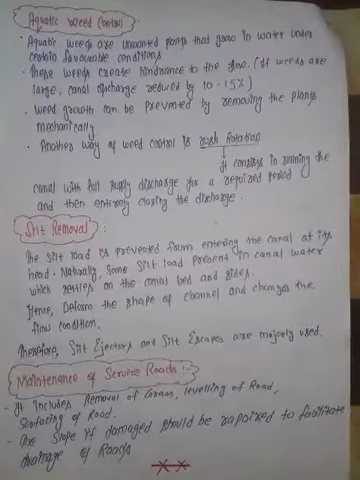 Aquatic Weed Control
• Aquatic weeds are unwanted plants that grow in water under
certain favourable conditions
• These weeds create hindrance to the flow. (If weeds are
large, canal discharge reduced by 10-15%)
• Weed growth can be prevented by removing the plants
mechanically.
• Another way of weed control is rush Rotation
It consists in running the
canal with full supply discharge for a repaired period
and then entirely closing the discharge.
Silt Removal :
The silt load is prevented from entering the canal at its
head. Naturally, Some silt load present in canal water
which settles on the canal bed and sides.
Hence, Deform the shape of channel and changes the
flow condition.
Therefore, Silt Ejectors and Silt Escapes are majorly used.
Maintenance of Service Roads :-
- It includes Removal of Grass, levelling of Road,
Surfacing of Road.
- The Slope if damaged should be rapaired to facilitate
drainage of Roads